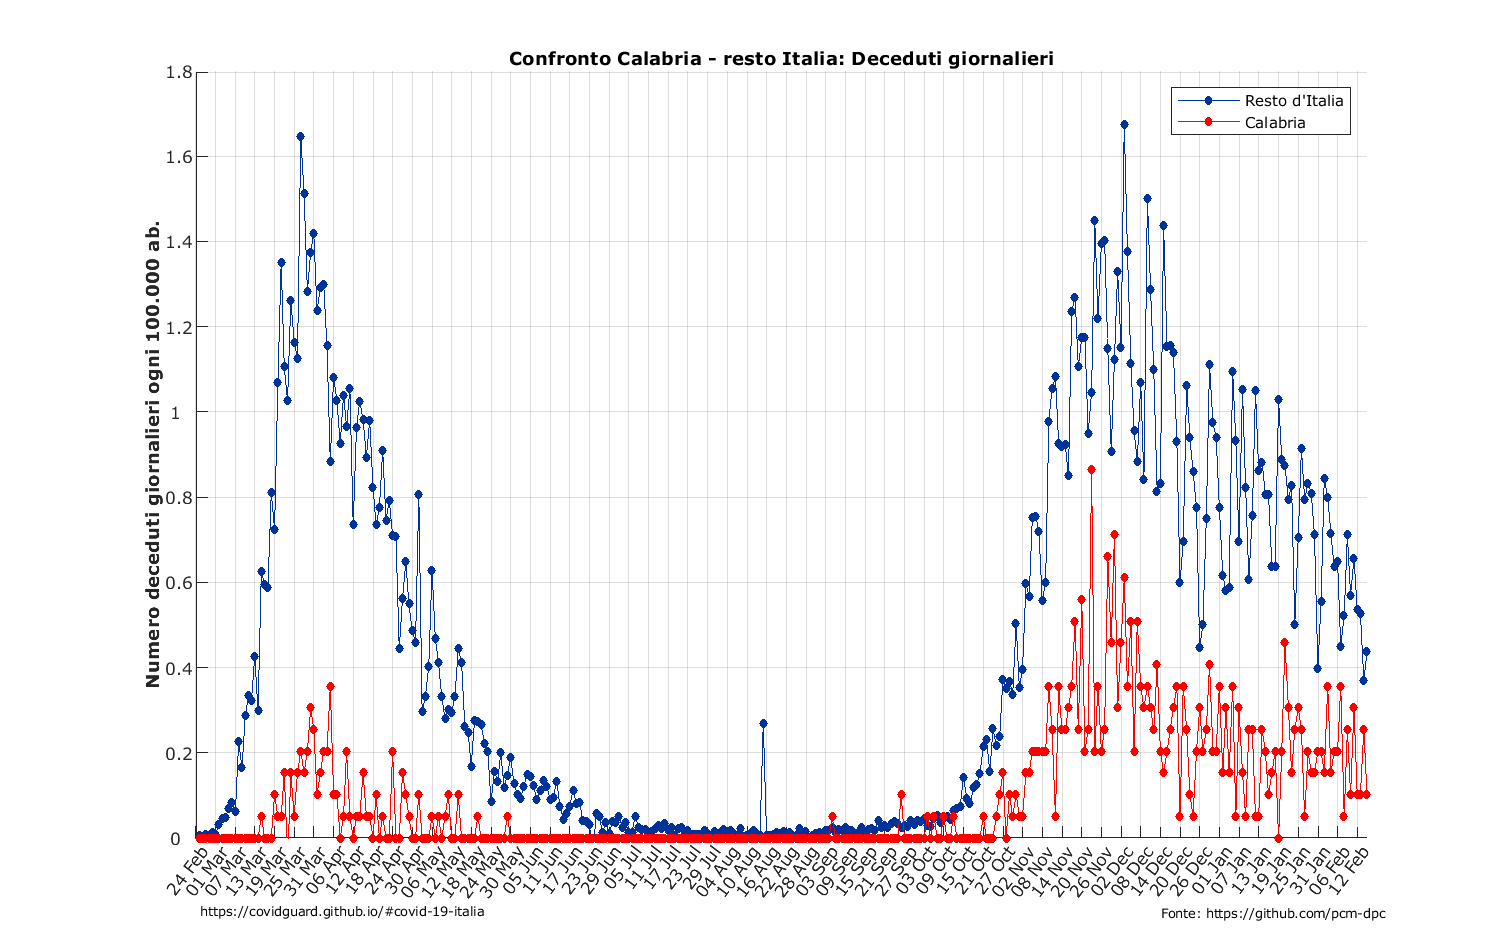 Confronto Calabria - resto Italia: Deceduti giornalieri
Numero deceduti giornalieri ogni 100.000 ab.
1.8
1.6
1.4
1.2
1
0.8
0.6
0.4
0.2
0
Resto d'Italia
Calabria
24 Feb
01 Mar
07 Mar
13 Mar
19 Mar
25 Mar
31 Mar
06 Apr
12 Apr
18 Apr
24 Apr
30 Apr
06 May
12 May
18 May
24 May
30 May
05 Jun
11 Jun
17 Jun
23 Jun
29 Jun
05 Jul
11 Jul
17 Jul
23 Jul
29 Jul
04 Aug
10 Aug
16 Aug
22 Aug
28 Aug
03 Sep
09 Sep
15 Sep
21 Sep
27 Sep
03 Oct
09 Oct
15 Oct
21 Oct
27 Oct
02 Nov
08 Nov
14 Nov
20 Nov
26 Nov
02 Dec
08 Dec
14 Dec
20 Dec
26 Dec
01 Jan
07 Jan
13 Jan
19 Jan
25 Jan
31 Jan
06 Feb
12 Feb
https://covidguard.github.io/#covid-19-italia
Fonte: https://github.com/pcm-dpc